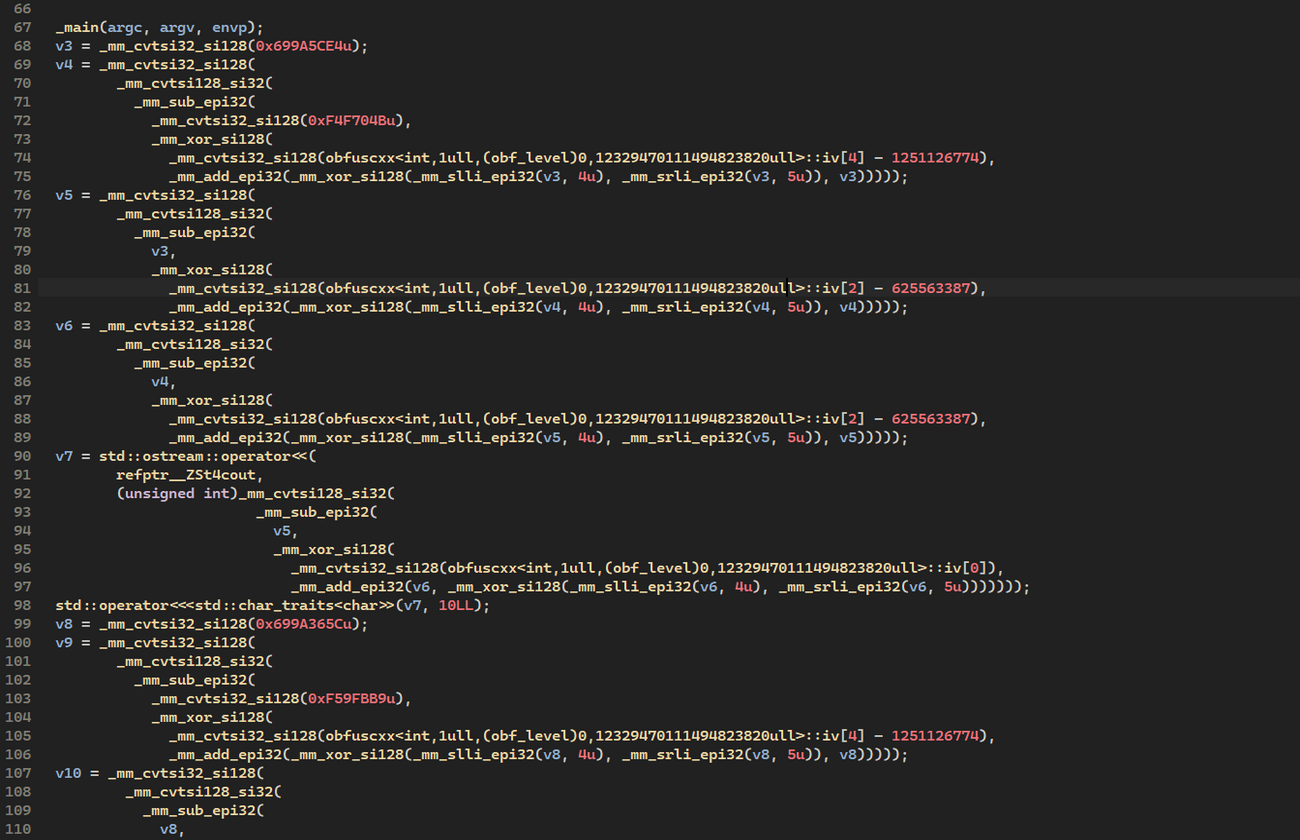 66
67 _main(argc, argv, envp);
68 v3 = _mm_cvtsi32_si128(0x699A5CE4u);
69 v4 = _mm_cvtsi32_si128(
70 _mm_cvtsi128_si32(
71 _mm_sub_epi32(
72 _mm_cvtsi32_si128(0xF4F704Bu),
73 _mm_xor_si128(
74 _mm_cvtsi32_si128(obfuscxx<int,1ull,(obf_level)0,12329470111494823820ull>::iv[4] - 1251126774),
75 _mm_add_epi32(_mm_xor_si128(_mm_slli_epi32(v3, 4u), _mm_srli_epi32(v3, 5u)), v3)))));
76 v5 = _mm_cvtsi32_si128(
77 _mm_cvtsi128_si32(
78 _mm_sub_epi32(
79 v3,
80 _mm_xor_si128(
81 _mm_cvtsi32_si128(obfuscxx<int,1ull,(obf_level)0,12329470111494823820ull>::iv[2] - 625563387),
82 _mm_add_epi32(_mm_xor_si128(_mm_slli_epi32(v4, 4u), _mm_srli_epi32(v4, 5u)), v4)))));
83 v6 = _mm_cvtsi32_si128(
84 _mm_cvtsi128_si32(
85 _mm_sub_epi32(
86 v4,
87 _mm_xor_si128(
88 _mm_cvtsi32_si128(obfuscxx<int,1ull,(obf_level)0,12329470111494823820ull>::iv[2] - 625563387),
89 _mm_add_epi32(_mm_xor_si128(_mm_slli_epi32(v5, 4u), _mm_srli_epi32(v5, 5u)), v5)))));
90 v7 = std::ostream::operator<<(
91 refptr__ZSt4cout,
92 (unsigned int)_mm_cvtsi128_si32(
93 _mm_sub_epi32(
94 v5,
95 _mm_xor_si128(
96 _mm_cvtsi32_si128(obfuscxx<int,1ull,(obf_level)0,12329470111494823820ull>::iv[0]),
97 _mm_add_epi32(v6, _mm_xor_si128(_mm_slli_epi32(v6, 4u), _mm_srli_epi32(v6, 5u)))))));
98 std::operator<<<std::char_traits<char>>(v7, 10LL);
99 v8 = _mm_cvtsi32_si128(0x699A365Cu);
100 v9 = _mm_cvtsi32_si128(
101 _mm_cvtsi128_si32(
102 _mm_sub_epi32(
103 _mm_cvtsi32_si128(0xF59FBB9u),
104 _mm_xor_si128(
105 _mm_cvtsi32_si128(obfuscxx<int,1ull,(obf_level)0,12329470111494823820ull>::iv[4] - 1251126774),
106 _mm_add_epi32(_mm_xor_si128(_mm_slli_epi32(v8, 4u), _mm_srli_epi32(v8, 5u)), v8)))));
107 v10 = _mm_cvtsi32_si128(
108 _mm_cvtsi128_si32(
109 _mm_sub_epi32(
110 v8,